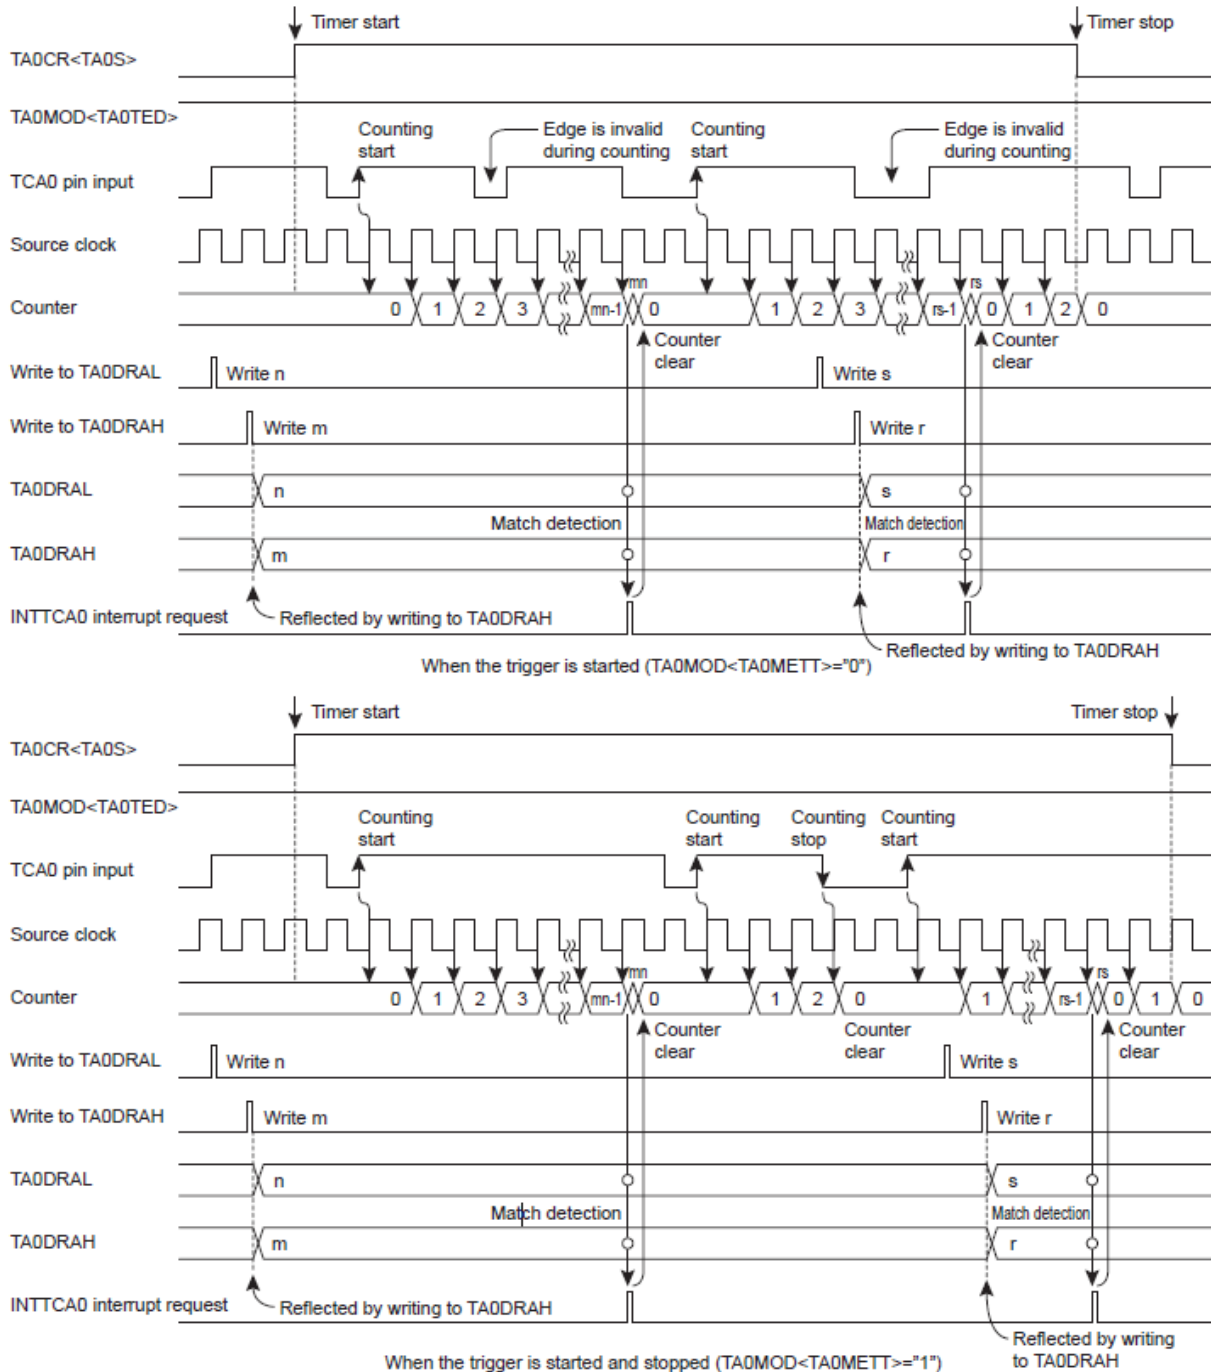 Timer start
Timer stop
TA0CR<TA0S>
TA0MOD<TA0TED>
Counting start
Edge is invalid during counting
Counting start
Edge is invalid during counting
TCA0 pin input
Source clock
mn
rs
Counter
0 1 2 3 mn-1 0 1 2 3 rs-1 0 1 2 0
Counter clear
Counter clear
Write to TA0DRAL
Write n
Write s
Write to TA0DRAH
Write m
Write r
TA0DRAL
n
s
Match detection
Match detection
TA0DRAH
m
r
INTTCA0 interrupt request
Reflected by writing to TA0DRAH
Reflected by writing to TA0DRAH
When the trigger is started (TA0MOD<TA0METT>="0")
Timer start
Timer stop
TA0CR<TA0S>
TA0MOD<TA0TED>
Counting start
Counting start
Counting stop
Counting start
TCA0 pin input
Source clock
mn
rs
Counter
0 1 2 3 mn-1 0 1 2 0 1 rs-1 0 1 0
Counter clear
Counter clear
Counter clear
Write to TA0DRAL
Write n
Write s
Write to TA0DRAH
Write m
Write r
TA0DRAL
n
s
Match detection
Match detection
TA0DRAH
m
r
INTTCA0 interrupt request
Reflected by writing to TA0DRAH
Reflected by writing to TA0DRAH
When the trigger is started and stopped (TA0MOD<TA0METT>="1")